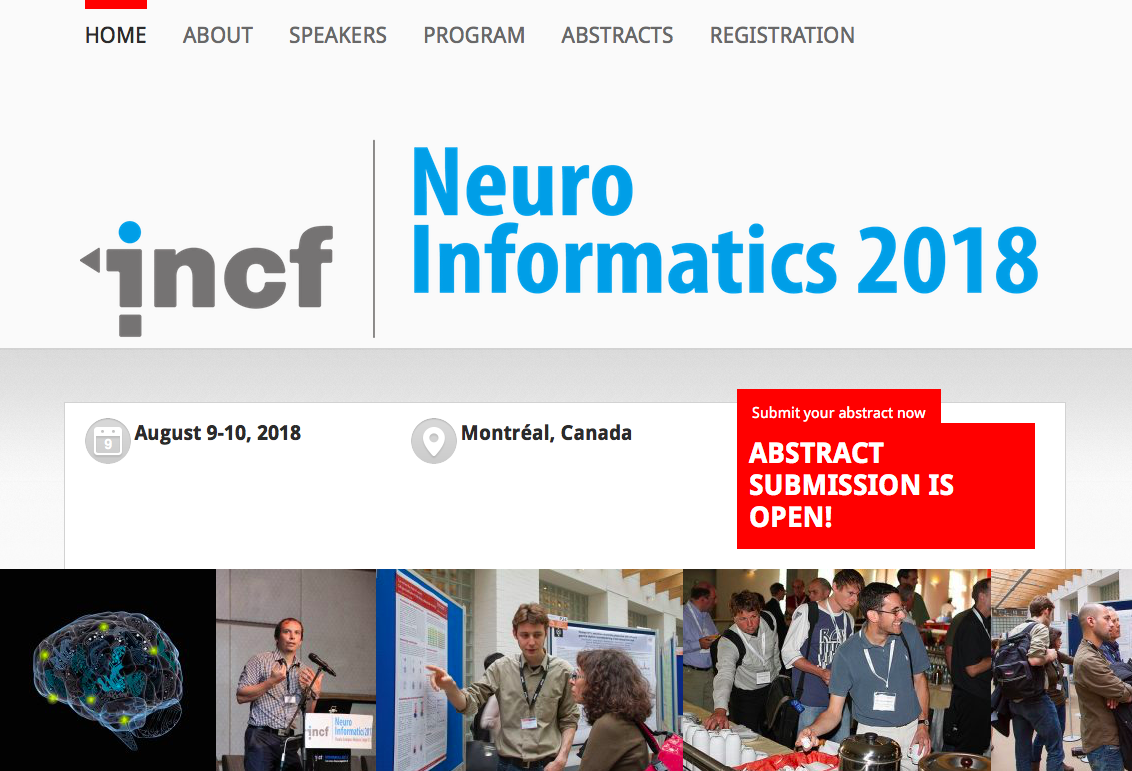 HOME ABOUT SPEAKERS PROGRAM ABSTRACTS REGISTRATION
incf
Neuro
Informatics 2018
9
August 9-10, 2018
Montréal, Canada
Submit your abstract now
ABSTRACT
SUBMISSION IS
OPEN!
incf
Neuro
Informatics